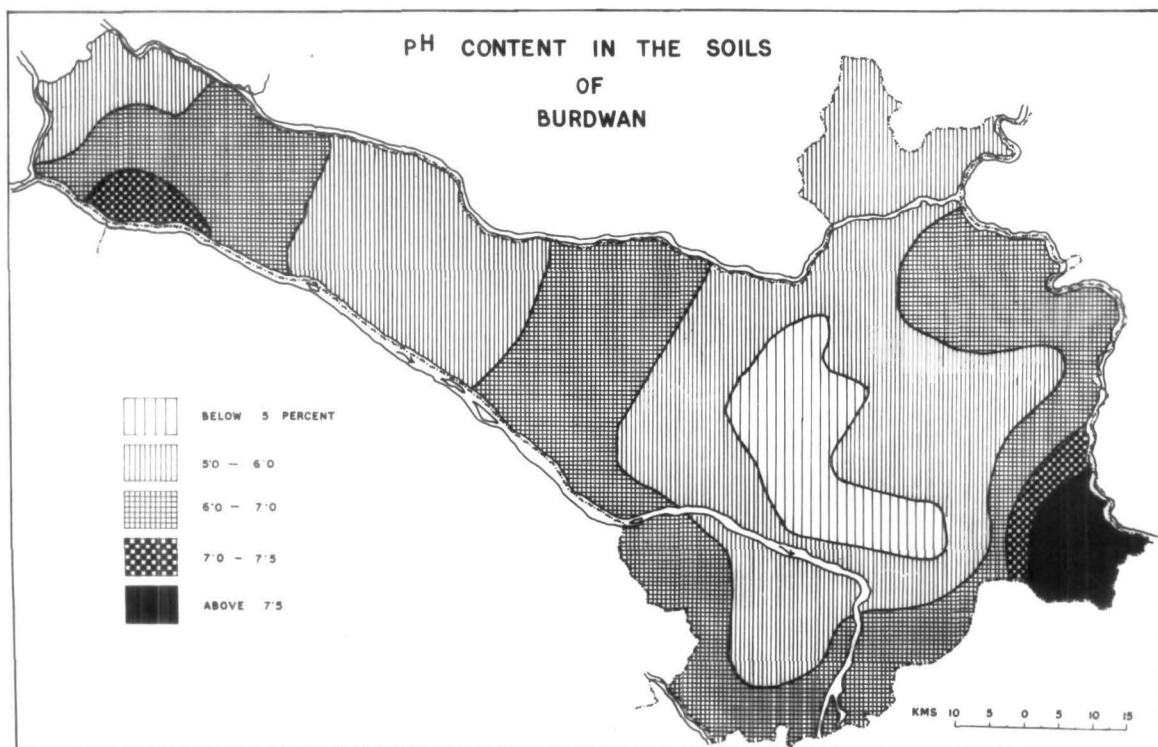 PH CONTENT IN THE SOILS
OF
BURDWAN
BELOW 5 PERCENT
5'0 – 6'0
6'0 – 7'0
7'0 – 7'5
ABOVE 7'5
KMS 10 5 0 5 10 15